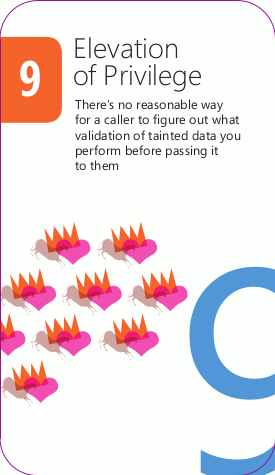 9
Elevation
of Privilege
There's no reasonable way
for a caller to figure out what
validation of tainted data you
perform before passing it
to them
9